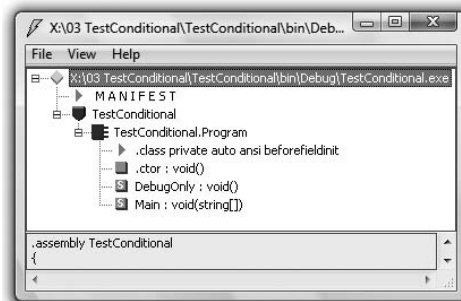 X:\03 TestConditional\TestConditional\bin\Deb...
File View Help
X:\03 TestConditional\TestConditional\bin\Debug\TestConditional.exe
MANIFEST
TestConditional
TestConditional.Program
.class private auto ansi beforefieldinit
.ctor : void()
S DebugOnly : void()
S Main : void(string[])
.assembly TestConditional
{